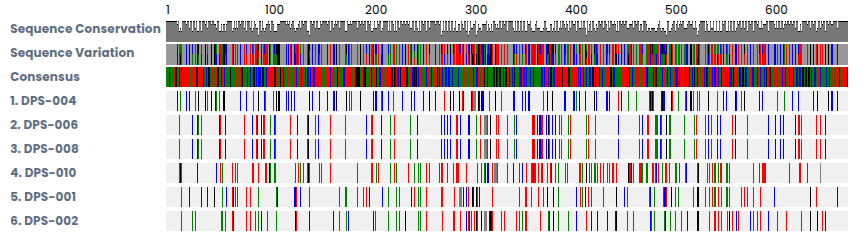 1 100 200 300 400 500 600
Sequence Conservation
Sequence Variation
Consensus
1. DPS-004
2. DPS-006
3. DPS-008
4. DPS-010
5. DPS-001
6. DPS-002